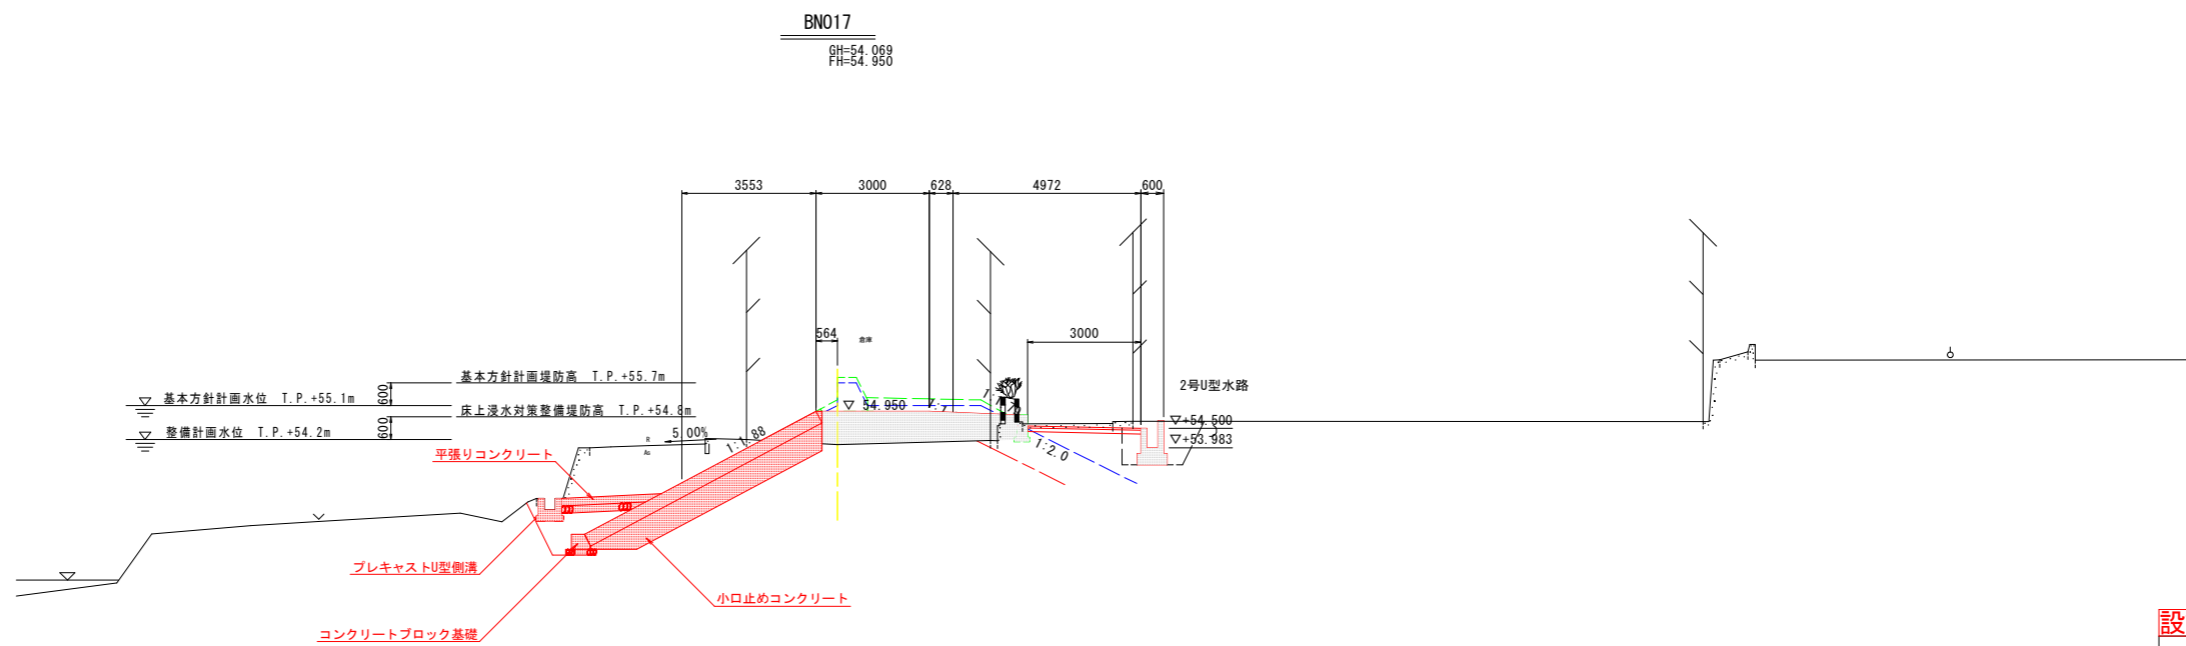 BNO17
GH=54.069
FH=54.950
3553
3000
628
4972
600
564
倉庫
3000
基本方針計画堤防高 T.P.+55.7m
600
基本方針計画水位 T.P.+55.1m
床上浸水対策整備堤防高 T.P.+54.8m
600
整備計画水位 T.P.+54.2m
2号U型水路
▽ 54.950
▽+54.500
▽+53.983
R
5.00%
As
1:1.88
1:2.0
平張りコンクリート
プレキャストU型側溝
小口止めコンクリート
コンクリートブロック基礎
設